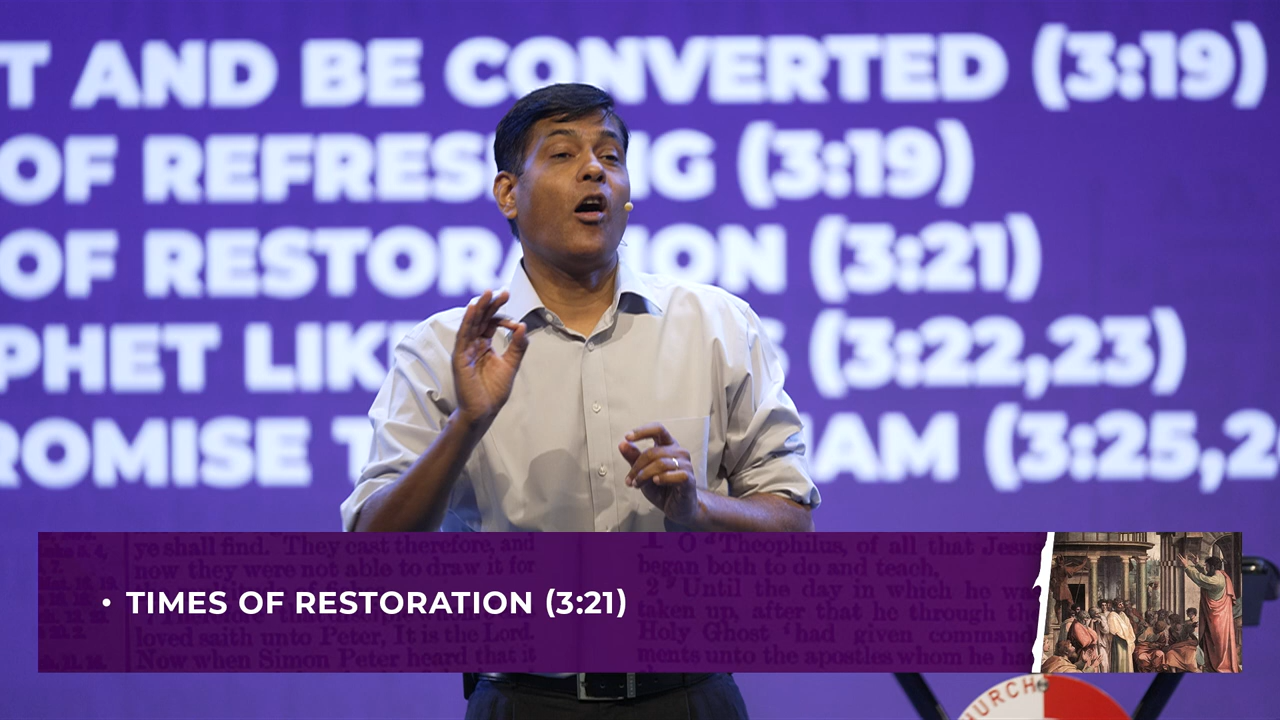 T AND BE CONVERTED (3:19)
OF REFRES NG (3:19)
OF RESTOR ION (3:21)
PHET LIK S (3:22,23)
ROMISE T HAM (3:25,2
• TIMES OF RESTORATION (3:21)
ye shall find. They cast therefore, and
now they were not able to draw it for
loved saith unto Peter, It is the Lord.
Now when Simon Peter heard that it
O Theophilus, of all that Jesus
began both to do and teach,
2 Until the day in which he was
taken up, after that he through the
Holy Ghost had given command
ments unto the apostles whom he had
CHURCH